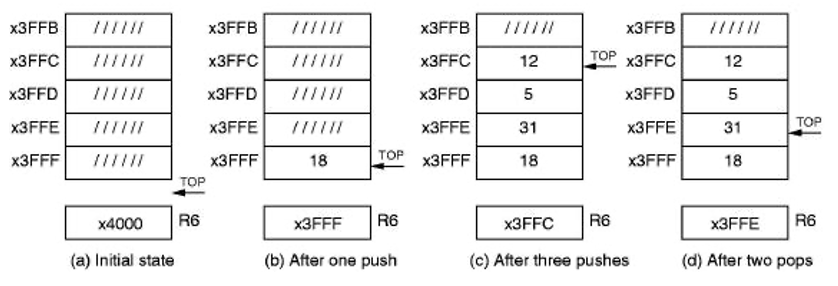 x3FFB ////// x3FFB ////// x3FFB ////// x3FFB //////
x3FFC ////// x3FFC ////// x3FFC 12 TOP x3FFC 12
x3FFD ////// x3FFD ////// x3FFD 5 x3FFD 5
x3FFE ////// x3FFE ////// x3FFE 31 x3FFE 31 TOP
x3FFF ////// x3FFF 18 TOP x3FFF 18 x3FFF 18
TOP
x4000 R6 x3FFF R6 x3FFC R6 x3FFE R6
(a) Initial state (b) After one push (c) After three pushes (d) After two pops